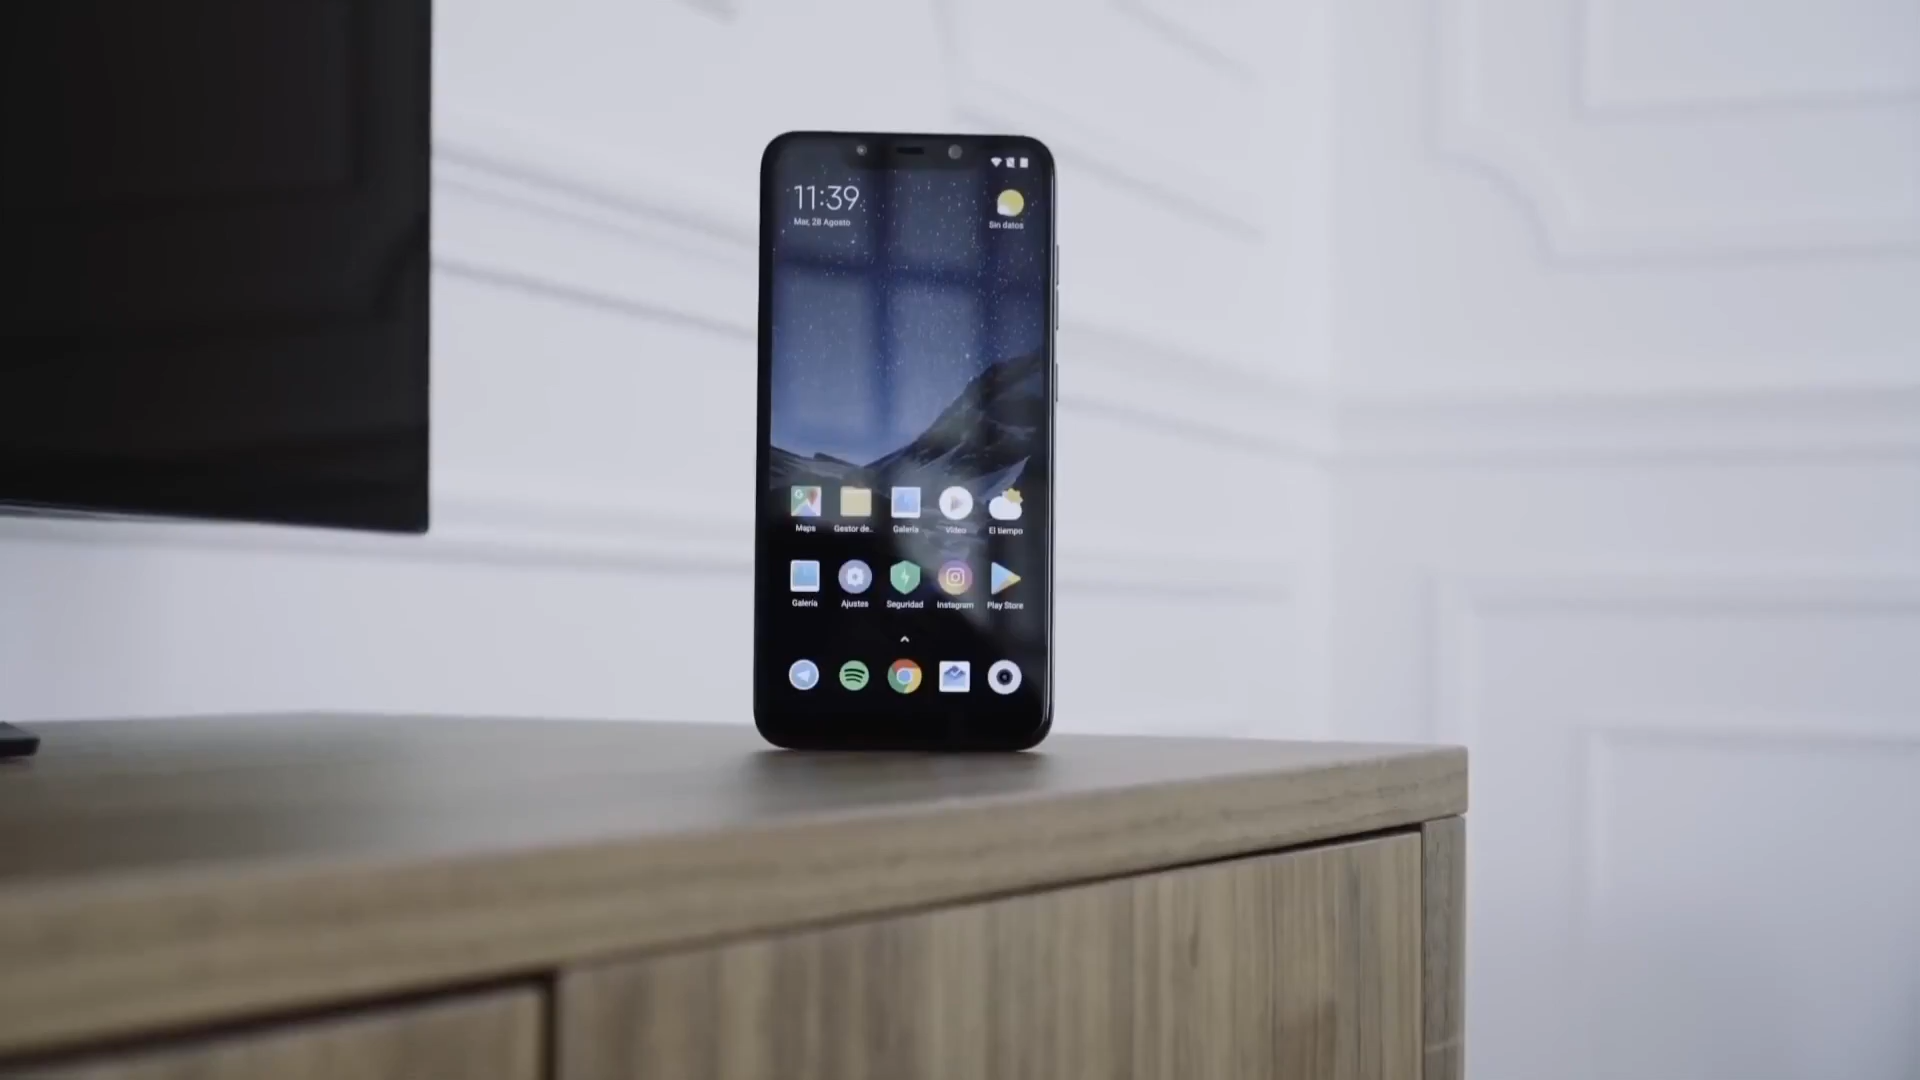 11:39
Mar, 28 Agosto
Sin datos
Maps
Gestor de..
Galería
Vídeo
El tiempo
Galería
Ajustes
Seguridad
Instagram
Play Store